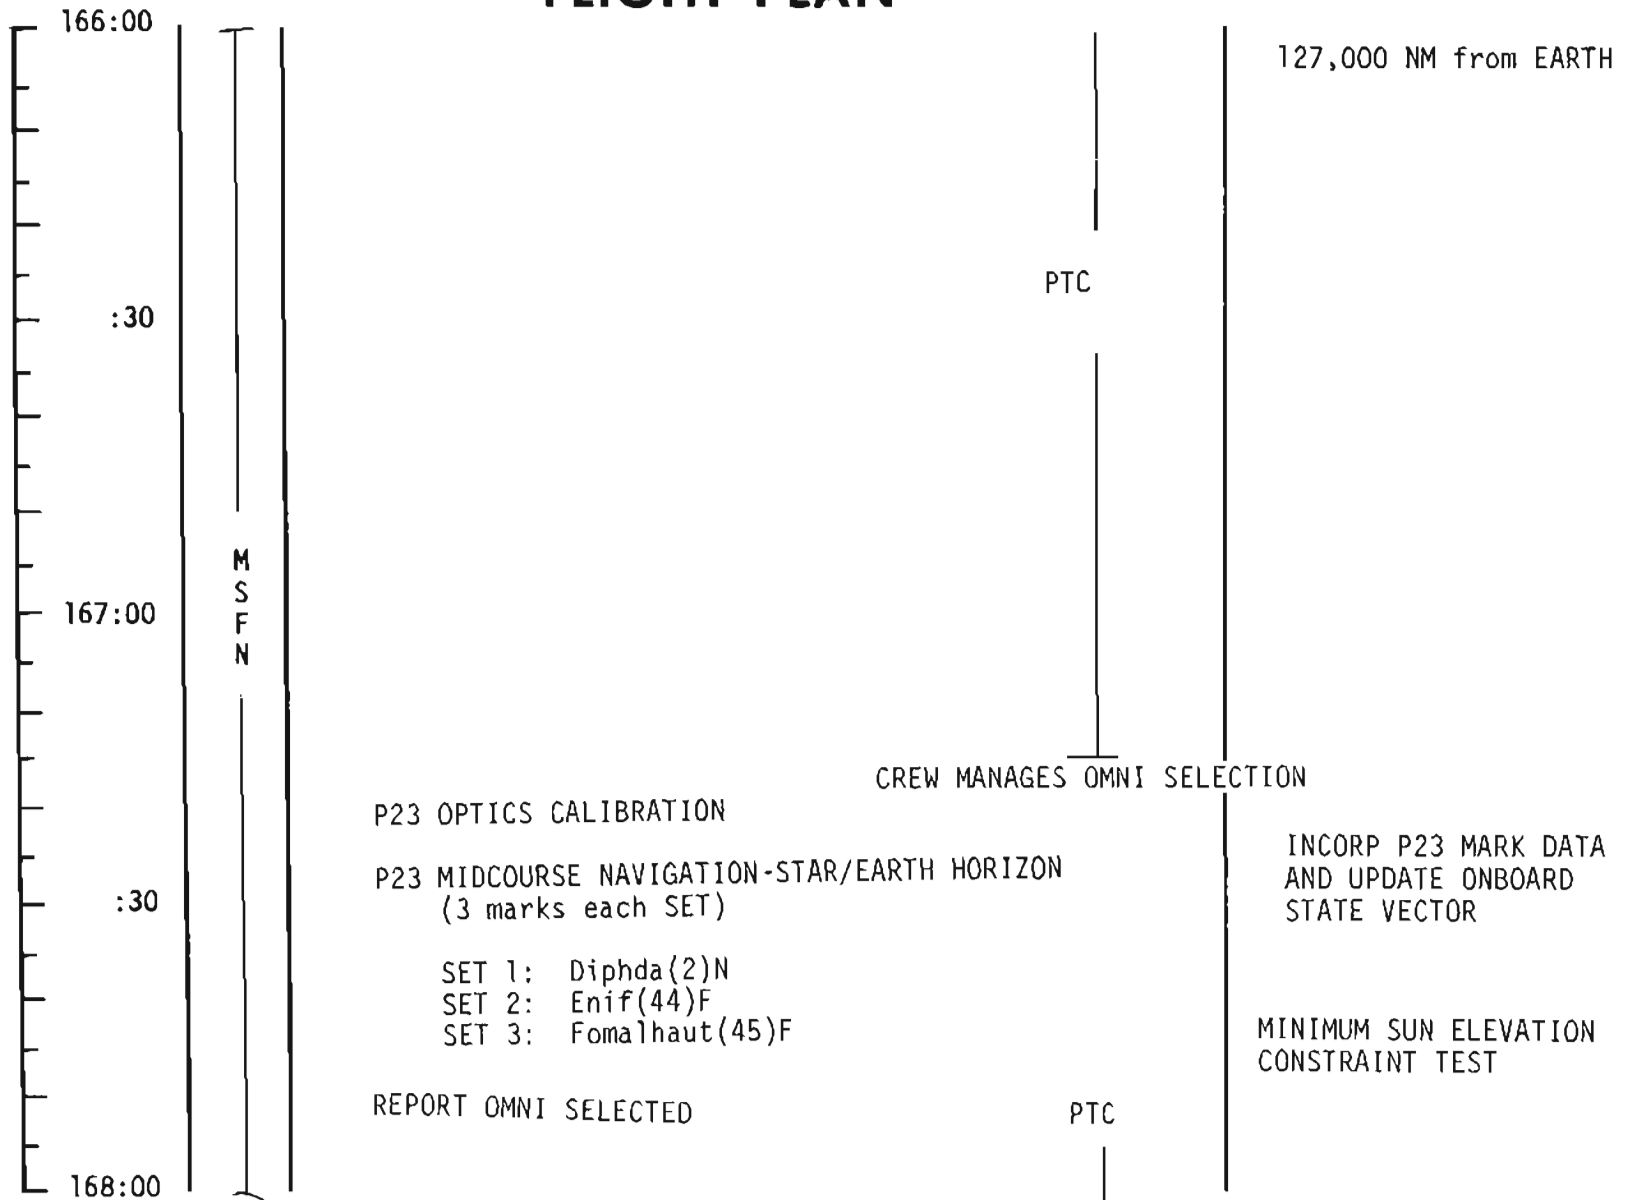 FLIGHT PLAN
166:00
127,000 NM from EARTH
PTC
:30
M
S
F
N
167:00
CREW MANAGES OMNI SELECTION
P23 OPTICS CALIBRATION
P23 MIDCOURSE NAVIGATION-STAR/EARTH HORIZON
(3 marks each SET)
:30
INCORP P23 MARK DATA
AND UPDATE ONBOARD
STATE VECTOR
SET 1: Diphda(2)N
SET 2: Enif(44)F
SET 3: Fomalhaut(45)F
MINIMUM SUN ELEVATION
CONSTRAINT TEST
REPORT OMNI SELECTED
PTC
168:00